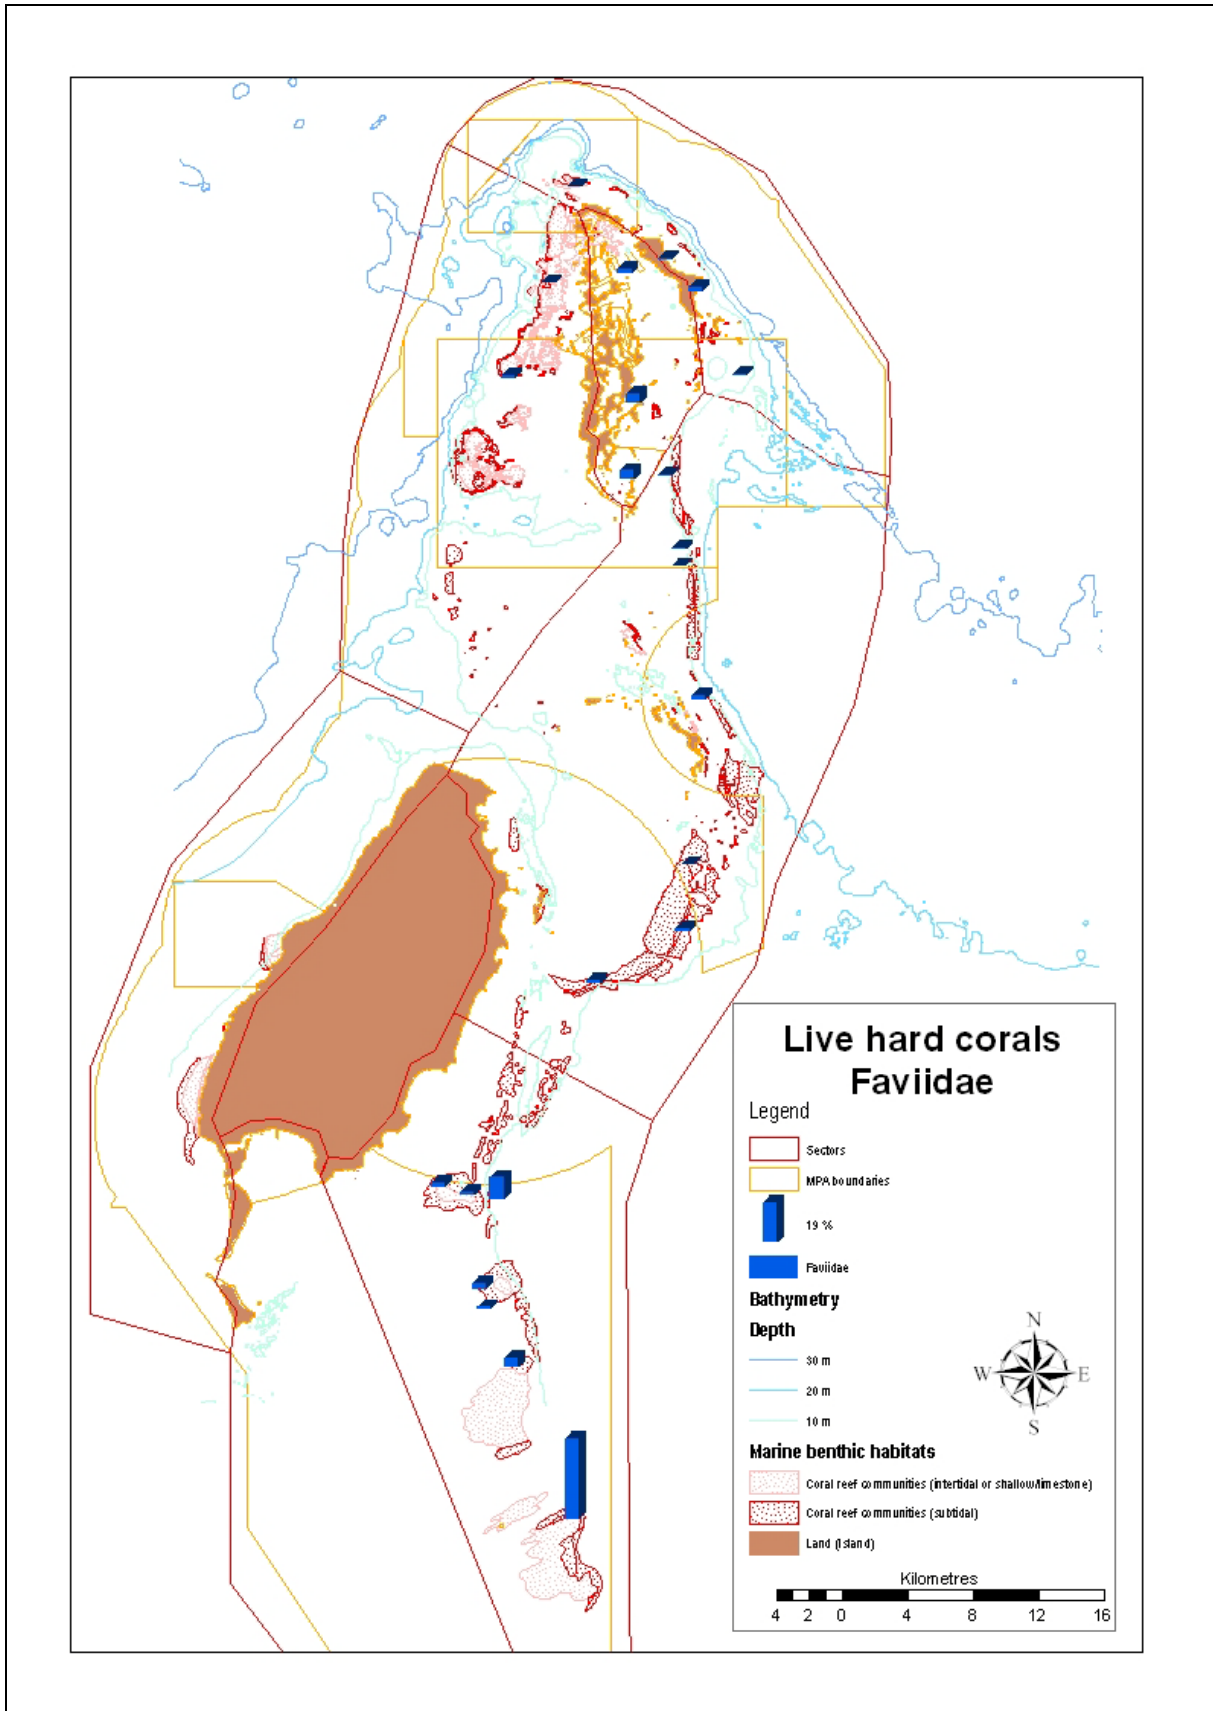 Live hard corals
Faviidae
Legend
Sectors
MPA boundaries
19 %
Faviidae
Bathymetry
Depth
30 m
20 m
10 m
N
W
E
S
Marine benthic habitats
Coral reef communities (intertidal or shallow/limestone)
Coral reef communities (subtidal)
Land (Island)
Kilometres
4 2 0 4 8 12 16